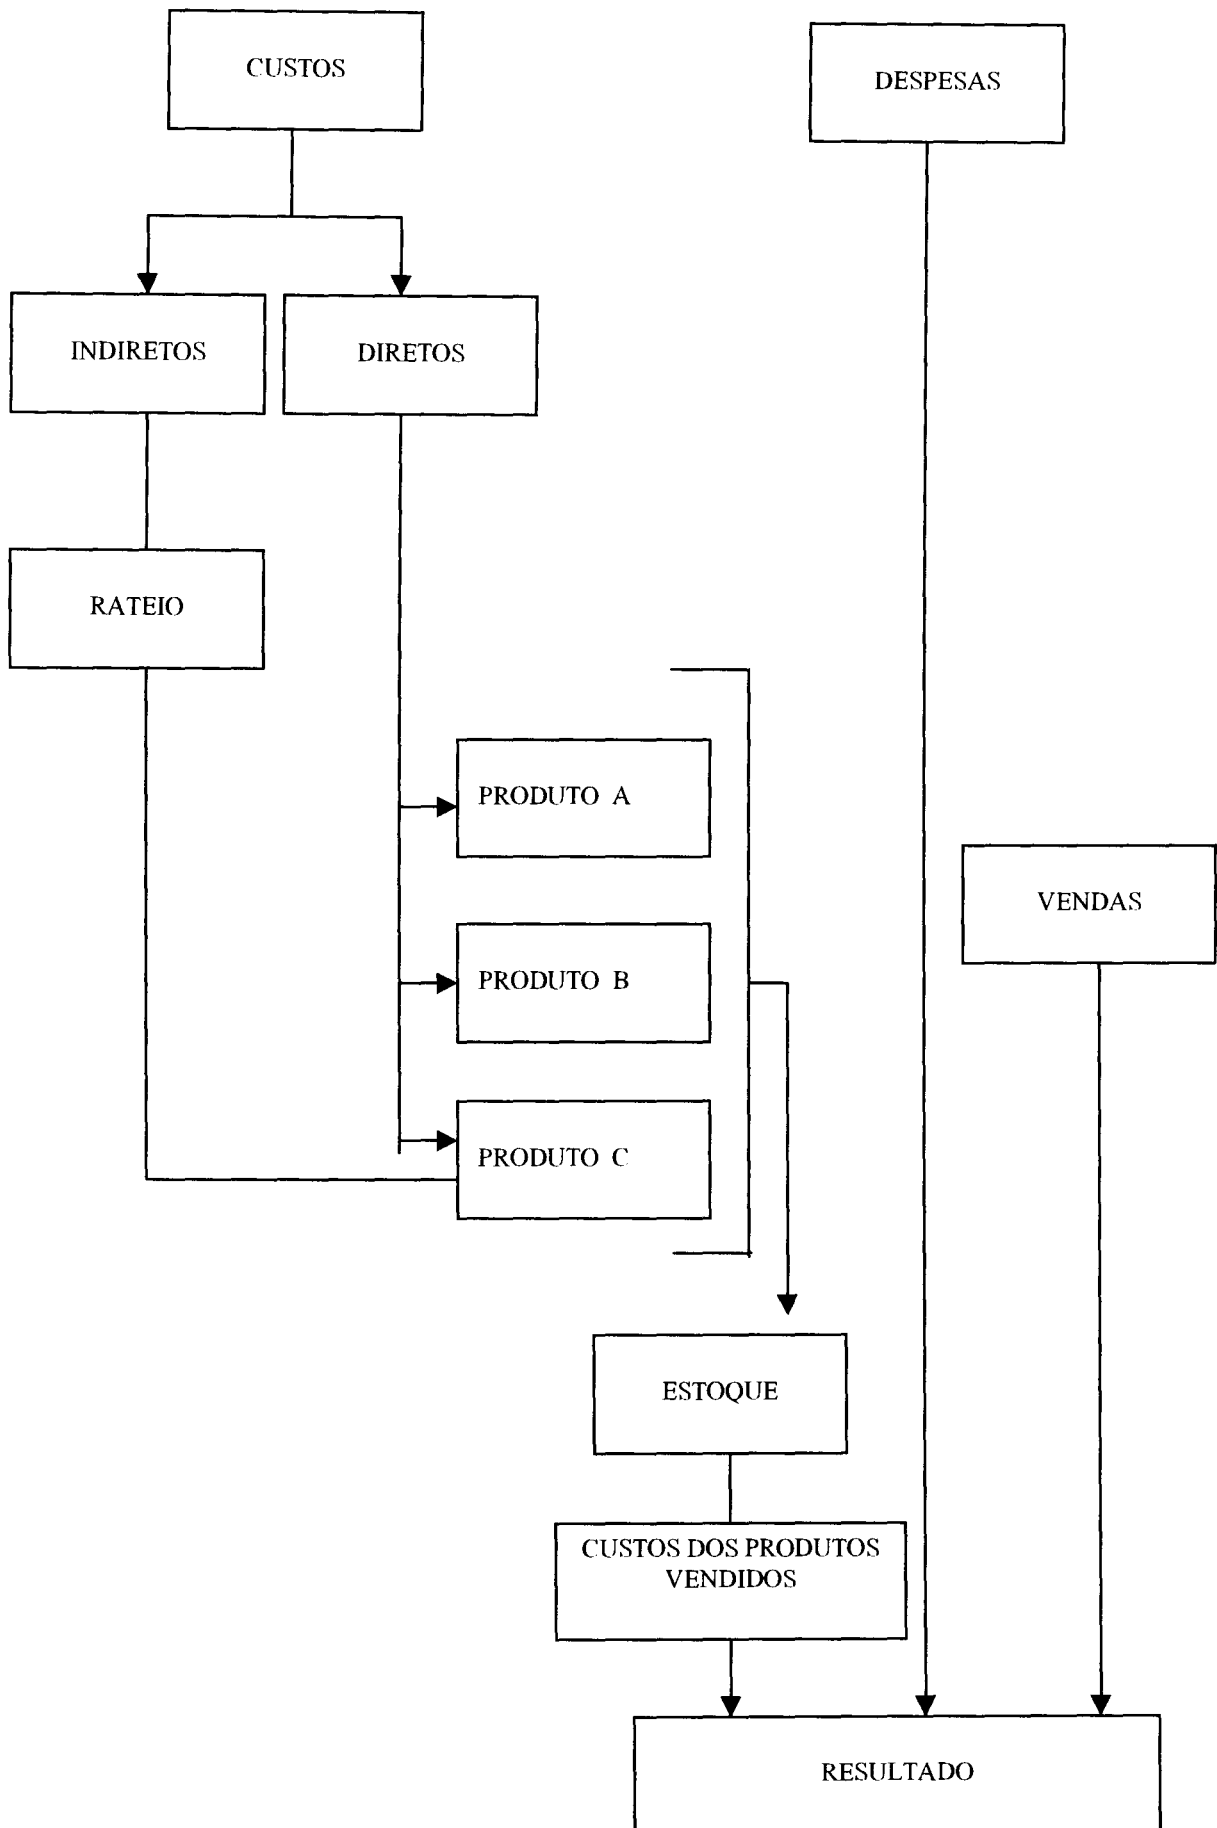 CUSTOS
DESPESAS
INDIRETOS
DIRETOS
RATEIO
PRODUTO A
VENDAS
PRODUTO B
PRODUTO C
ESTOQUE
CUSTOS DOS PRODUTOS
VENDIDOS
RESULTADO